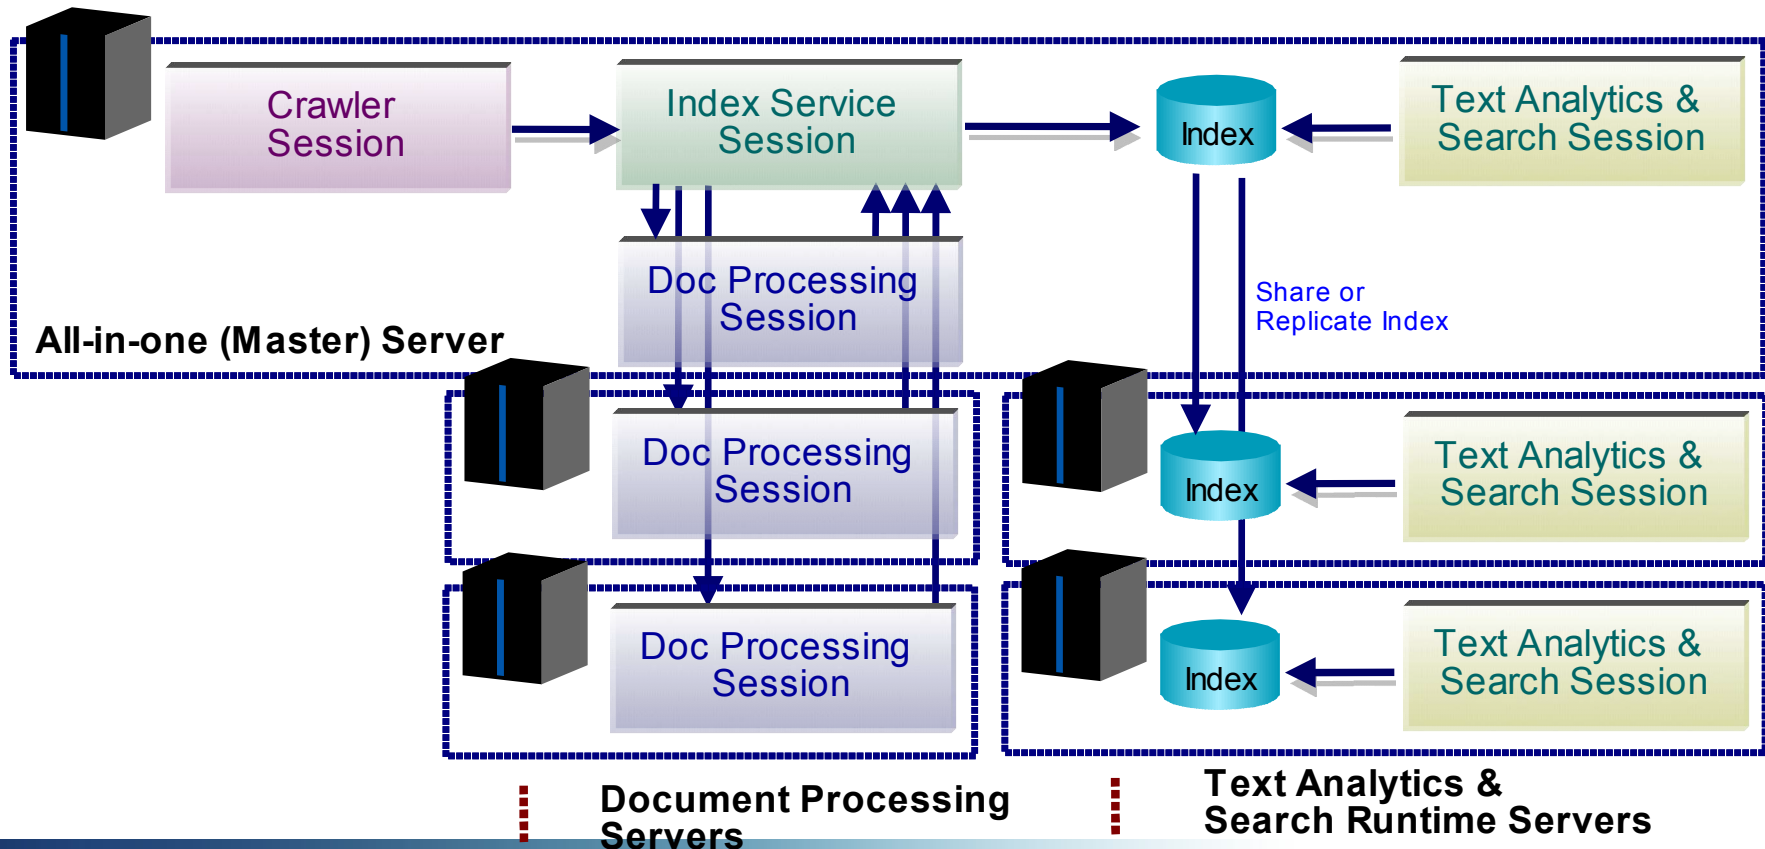 Crawler
Session
Index Service
Session
Index
Text Analytics &
Search Session
Doc Processing
Session
Share or
Replicate Index
All-in-one (Master) Server
Doc Processing
Session
Index
Text Analytics &
Search Session
Doc Processing
Session
Index
Text Analytics &
Search Session
Document Processing
Servers
Text Analytics &
Search Runtime Servers